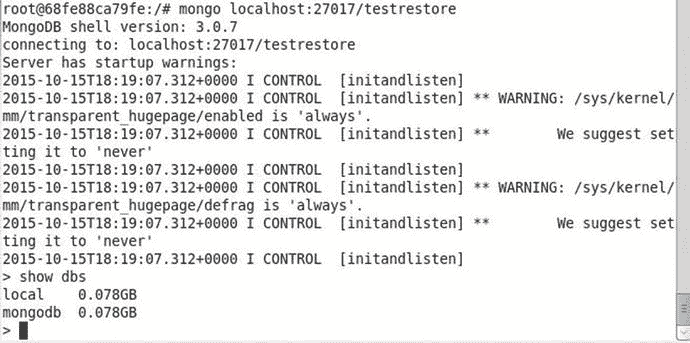 root@68fe88ca79fe:/# mongo localhost:27017/testrestore
MongoDB shell version: 3.0.7
connecting to: localhost:27017/testrestore
Server has startup warnings:
2015-10-15T18:19:07.312+0000 I CONTROL  [initandlisten]
2015-10-15T18:19:07.312+0000 I CONTROL  [initandlisten] ** WARNING: /sys/kernel/
mm/transparent_hugepage/enabled is 'always'.
2015-10-15T18:19:07.312+0000 I CONTROL  [initandlisten] **        We suggest set
ting it to 'never'
2015-10-15T18:19:07.312+0000 I CONTROL  [initandlisten]
2015-10-15T18:19:07.312+0000 I CONTROL  [initandlisten] ** WARNING: /sys/kernel/
mm/transparent_hugepage/defrag is 'always'.
2015-10-15T18:19:07.312+0000 I CONTROL  [initandlisten] **        We suggest set
ting it to 'never'
2015-10-15T18:19:07.312+0000 I CONTROL  [initandlisten]
> show dbs
local    0.078GB
mongodb  0.078GB
>